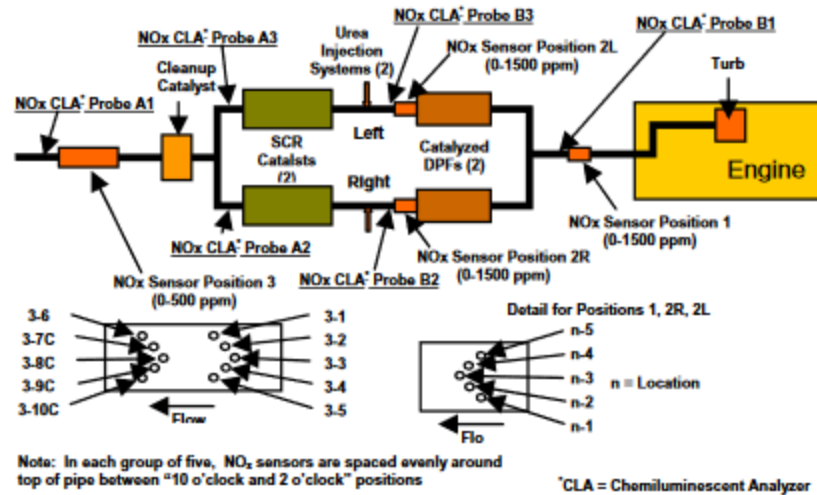 NOx CLA* Probe A3
Urea
Injection
Systems (2)
NOx CLA* Probe B3
NOx Sensor Position 2L
(0-1500 ppm)
NOx CLA* Probe B1
Cleanup
Catalyst
Turb
NOx CLA* Probe A1
SCR
Catalsts
(2)
Left
Right
Catalyzed
DPFs (2)
Engine
NOx CLA* Probe A2
NOx Sensor Position 1
(0-1500 ppm)
NOx Sensor Position 3
(0-500 ppm)
NOx CLA* Probe B2
NOx Sensor Position 2R
(0-1500 ppm)
3-6
3-7C
3-8C
3-9C
3-10C
3-1
3-2
3-3
3-4
3-5
Flow
Detail for Positions 1, 2R, 2L
n-5
n-4
n-3
n-2
n-1
n = Location
Flo
Note: In each group of five, NOx sensors are spaced evenly around
top of pipe between "10 o'clock and 2 o'clock" positions
*CLA = Chemiluminescent Analyzer